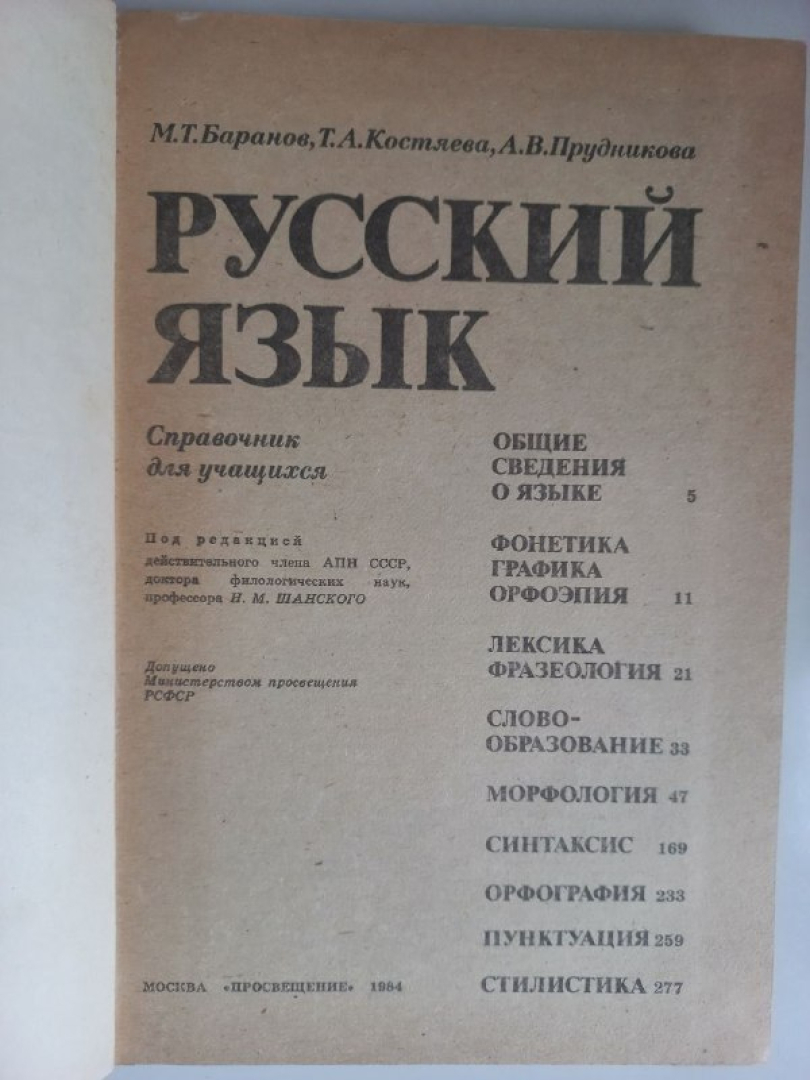 М.Т.Баранов, Т.А.Костяева, А.В.Прудникова
РУССКИЙ
ЯЗЫК
Справочник
для учащихся
Под редакцией
действительного члена АПН СССР,
доктора филологических наук,
профессора Н. М. ШАНСКОГО
Допущено
Министерством просвещения
РСФСР
ОБЩИЕ
СВЕДЕНИЯ
О ЯЗЫКЕ 5
ФОНЕТИКА
ГРАФИКА
ОРФОЭПИЯ 11
ЛЕКСИКА
ФРАЗЕОЛОГИЯ 21
СЛОВО-
ОБРАЗОВАНИЕ 33
МОРФОЛОГИЯ 47
СИНТАКСИС 169
ОРФОГРАФИЯ 233
ПУНКТУАЦИЯ 259
СТИЛИСТИКА 277
МОСКВА «ПРОСВЕЩЕНИЕ» 1984